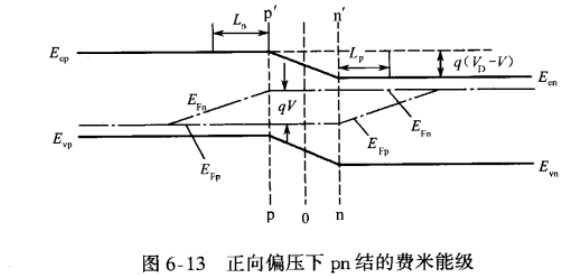 p′ n′
Lₙ
E_cp
L_p
q(V_D−V)
E_cn
E_Fn
qV
E_Fn
E_vp
E_Fp
E_Fp
E_vn
p 0 n
图 6-13 正向偏压下 pn 结的费米能级